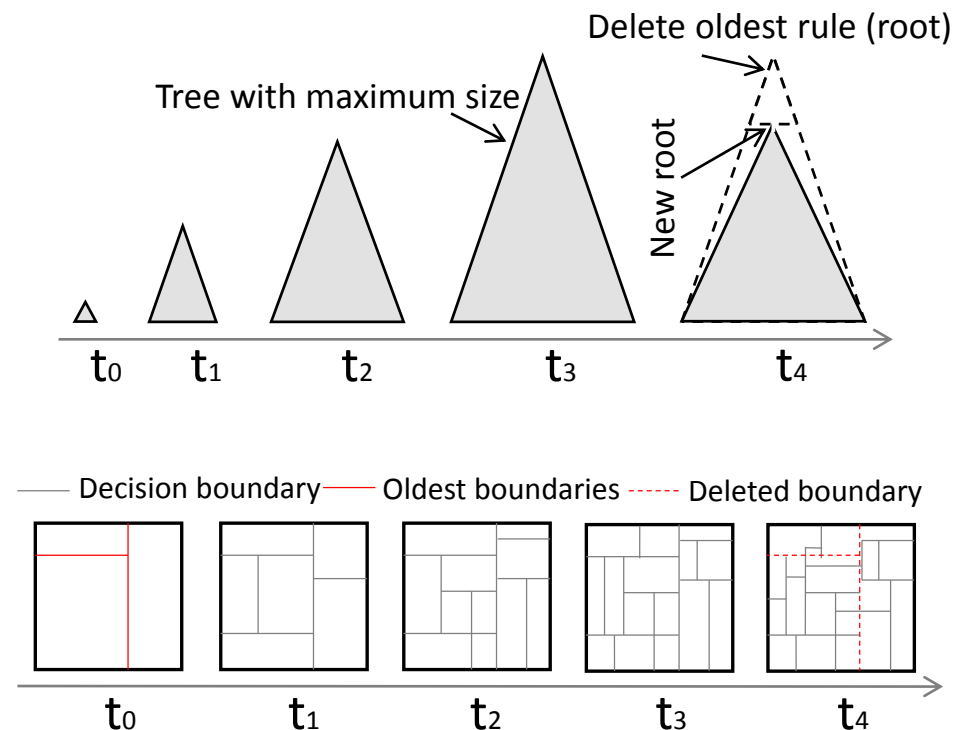 Delete oldest rule (root)
Tree with maximum size
New root
t0 t1 t2 t3 t4
Decision boundary Oldest boundaries Deleted boundary
t0 t1 t2 t3 t4